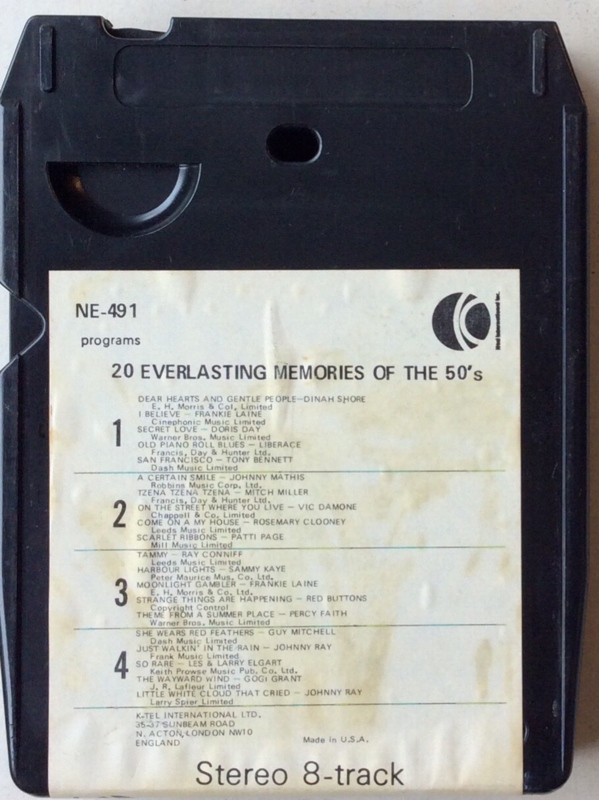 NE-491
K-tel International Inc.
programs
20 EVERLASTING MEMORIES OF THE 50's
1
DEAR HEARTS AND GENTLE PEOPLE—DINAH SHORE
E. H. Morris & Col, Limited
I BELIEVE — FRANKIE LAINE
Cinephonic Music Limited
SECRET LOVE — DORIS DAY
Warner Bros. Music Limited
OLD PIANO ROLL BLUES — LIBERACE
Francis, Day & Hunter Ltd.
SAN FRANCISCO — TONY BENNETT
Dash Music Limited
2
A CERTAIN SMILE — JOHNNY MATHIS
Robbins Music Corp. Ltd.
TZENA TZENA TZENA — MITCH MILLER
Francis, Day & Hunter Ltd.
ON THE STREET WHERE YOU LIVE — VIC DAMONE
Chappell & Co. Limited
COME ON A MY HOUSE — ROSEMARY CLOONEY
Leeds Music Limited
SCARLET RIBBONS — PATTI PAGE
Mill Music Limited
3
TAMMY — RAY CONNIFF
Leeds Music Limited
HARBOUR LIGHTS — SAMMY KAYE
Peter Maurice Mus, Co, Ltd.
MOONLIGHT GAMBLER — FRANKIE LAINE
E. H. Morris & Co. Ltd.
STRANGE THINGS ARE HAPPENING — RED BUTTONS
Copyright Control
THEME FROM A SUMMER PLACE — PERCY FAITH
Warner Bros. Music Limited
4
SHE WEARS RED FEATHERS — GUY MITCHELL
Dash Music Limited
JUST WALKIN' IN THE RAIN — JOHNNY RAY
Frank Music Limited
SO RARE — LES & LARRY ELGART
Keith Prowse Music Pub, Co. Ltd.
THE WAYWARD WIND — GOGI GRANT
J. R. Lafleur Limited
LITTLE WHITE CLOUD THAT CRIED — JOHNNY RAY
Larry Spier Limited
K-TEL INTERNATIONAL LTD.
35-37 SUNBEAM ROAD
N. ACTON, LONDON NW10
ENGLAND
Made in U.S.A.
Stereo 8-track